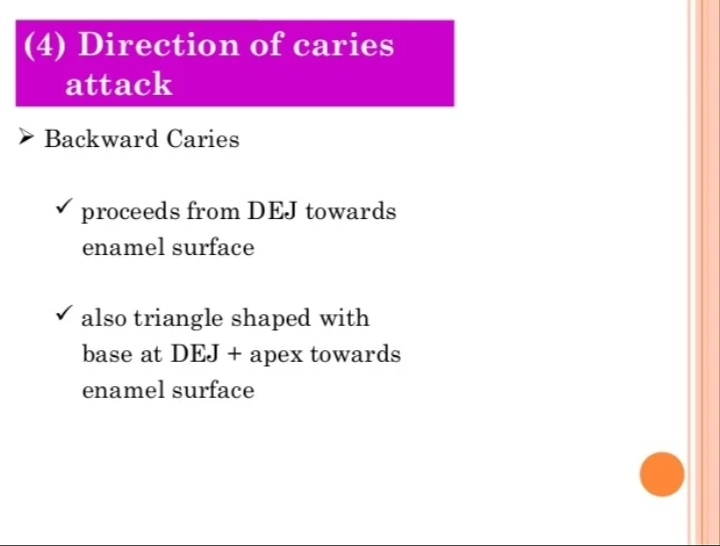 (4) Direction of caries
attack
➢ Backward Caries
✓ proceeds from DEJ towards
enamel surface
✓ also triangle shaped with
base at DEJ + apex towards
enamel surface